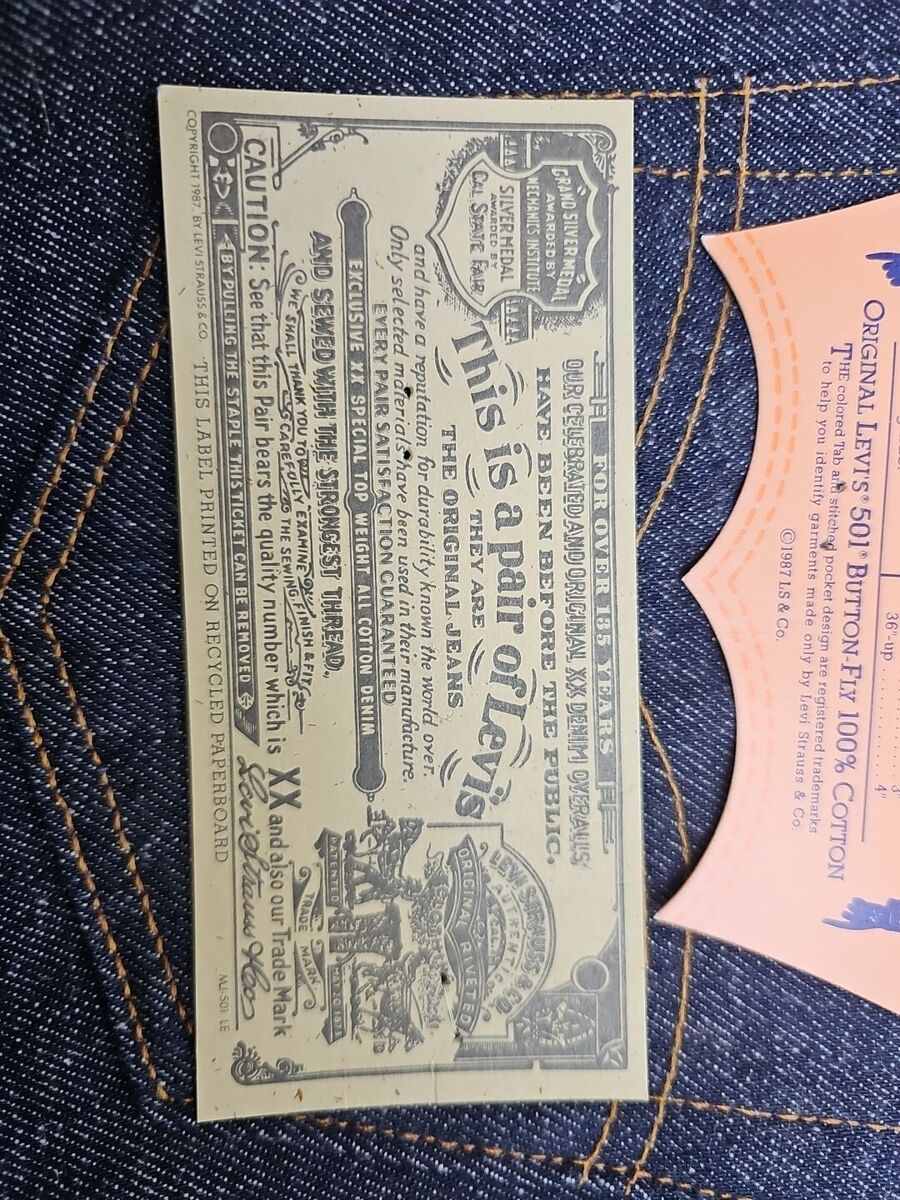 FOR OVER 135 YEARS
OUR CELEBRATED AND ORIGINAL XX DENIM OVERALLS
HAVE BEEN BEFORE THE PUBLIC.
GRAND SILVER MEDAL
AWARDED BY
MECHANICS INSTITUTE
SILVER MEDAL
AWARDED BY
CAL. STATE FAIR
This is a pair of Levi's
THEY ARE
THE ORIGINAL JEANS
and have a reputation for durability known the world over.
Only selected materials have been used in their manufacture.
EVERY PAIR SATISFACTION GUARANTEED
EXCLUSIVE XX SPECIAL TOP WEIGHT ALL COTTON DENIM
AND SEWED WITH THE STRONGEST THREAD.
WE SHALL THANK YOU TO CAREFULLY EXAMINE
THE SEWING, FINISH & FIT
LEVI STRAUSS & CO.
AUTHENTIC
ORIGINAL RIVETED
PATENTED
TRADE MARK
CAUTION: See that this Pair bears the quality number which is XX and also our Trade Mark
BY PULLING THE STAPLE THIS TICKET CAN BE REMOVED
Levi Strauss & Co
COPYRIGHT 1987, BY LEVI STRAUSS & CO. THIS LABEL PRINTED ON RECYCLED PAPERBOARD
MJ-501 LE
36"-up
4"
3"
ORIGINAL LEVI'S® 501® BUTTON-FLY 100% COTTON
THE colored Tab and stitched pocket design are registered trademarks
to help you identify garments made only by Levi Strauss & Co.
©1987 LS & Co.